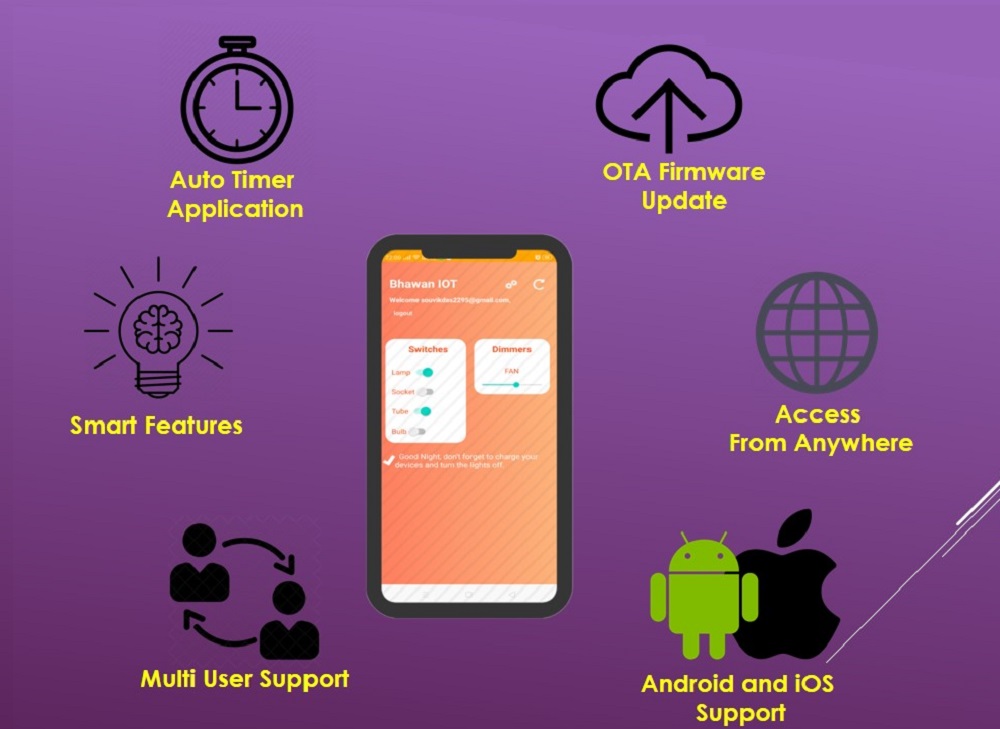 Auto Timer
Application
OTA Firmware
Update
Smart Features
Access
From Anywhere
Multi User Support
Android and iOS
Support
Bhawan IOT
Welcome souvikdas2295@gmail.com,
logout
Switches
Lamp
Socket
Tube
Bulb
Dimmers
FAN
Good Night, don't forget to charge your
devices and turn the lights off.